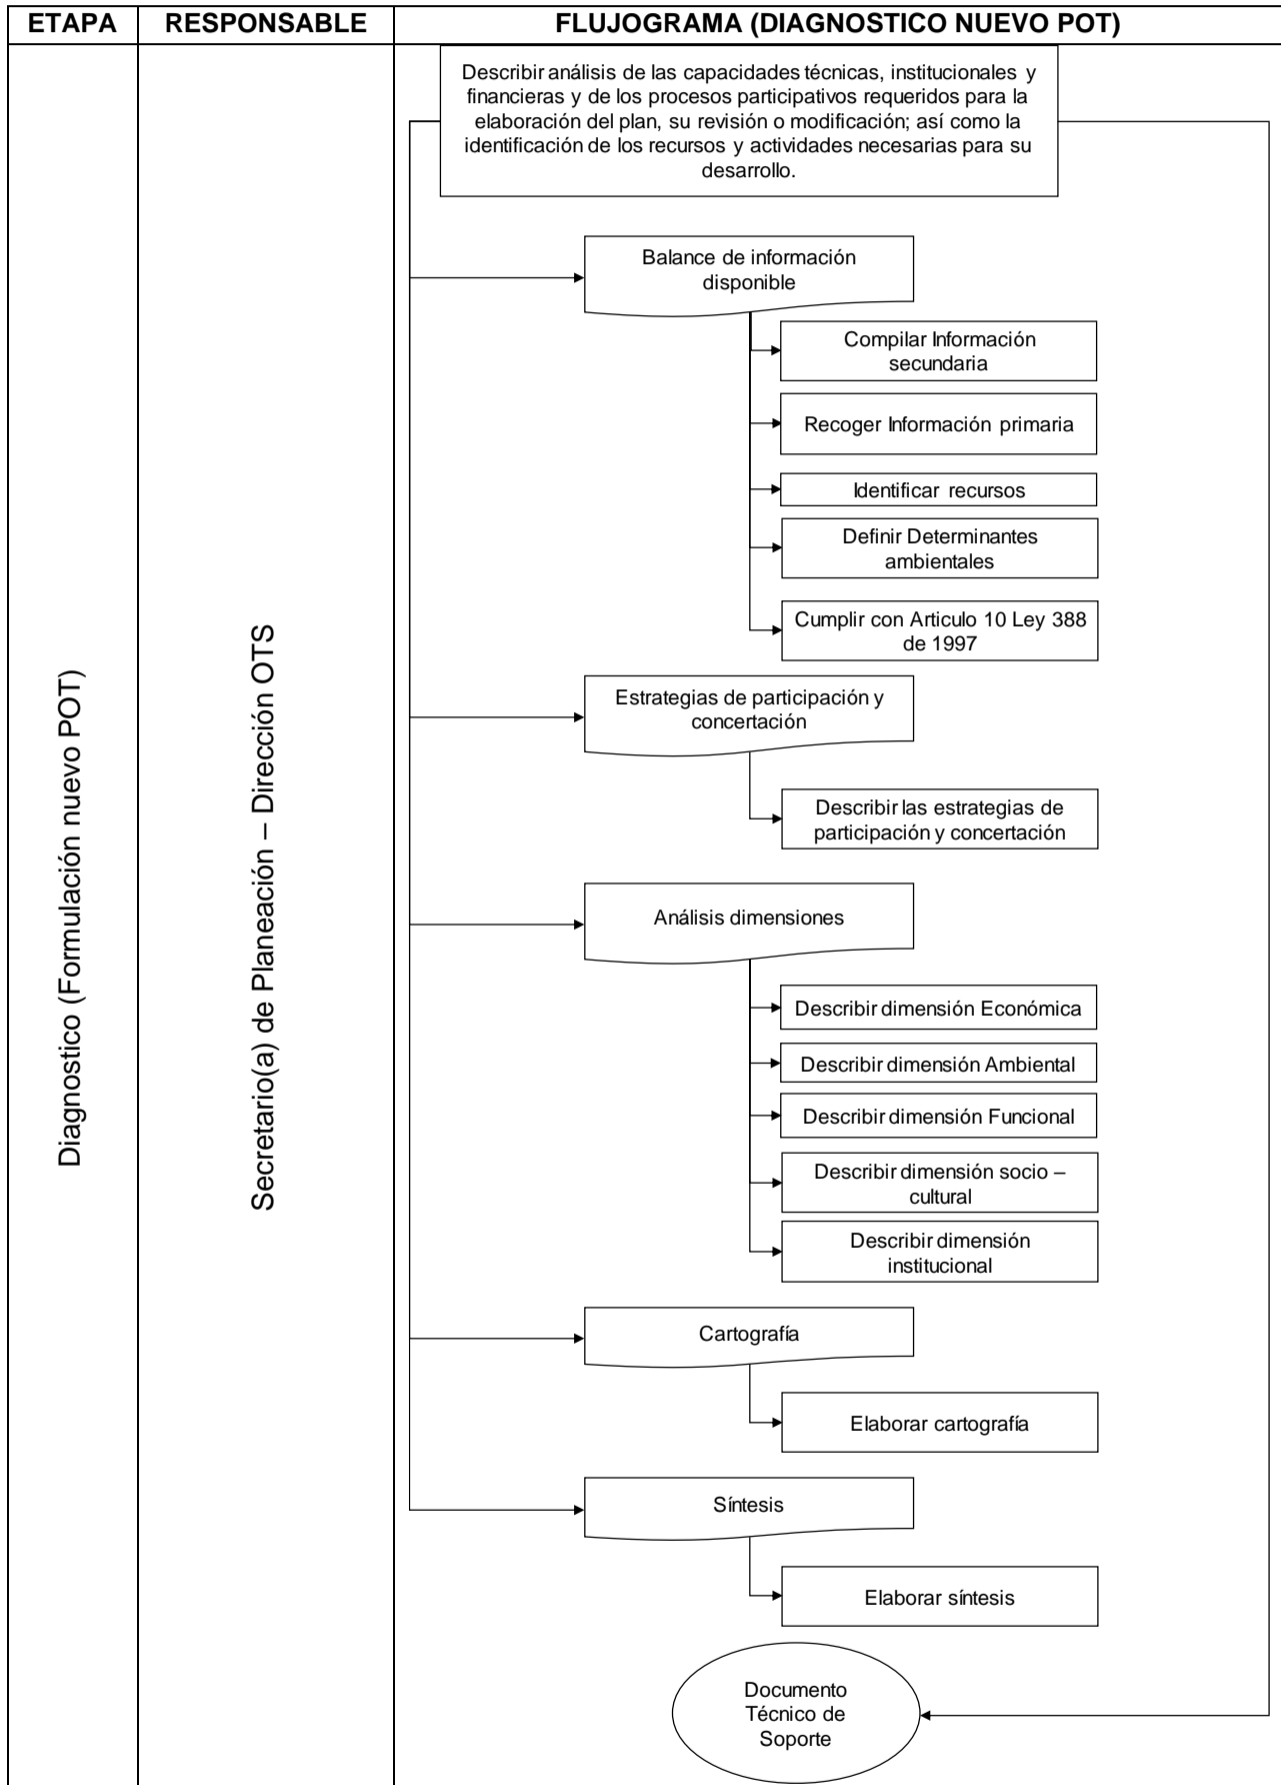 ETAPA
RESPONSABLE
FLUJOGRAMA (DIAGNOSTICO NUEVO POT)
Diagnostico (Formulación nuevo POT)
Secretario(a) de Planeación – Dirección OTS
Describir análisis de las capacidades técnicas, institucionales y
financieras y de los procesos participativos requeridos para la
elaboración del plan, su revisión o modificación; así como la
identificación de los recursos y actividades necesarias para su
desarrollo.
Balance de información
disponible
Compilar Información
secundaria
Recoger Información primaria
Identificar recursos
Definir Determinantes
ambientales
Cumplir con Articulo 10 Ley 388
de 1997
Estrategias de participación y
concertación
Describir las estrategias de
participación y concertación
Análisis dimensiones
Describir dimensión Económica
Describir dimensión Ambiental
Describir dimensión Funcional
Describir dimensión socio –
cultural
Describir dimensión
institucional
Cartografía
Elaborar cartografía
Síntesis
Elaborar síntesis
Documento
Técnico de
Soporte